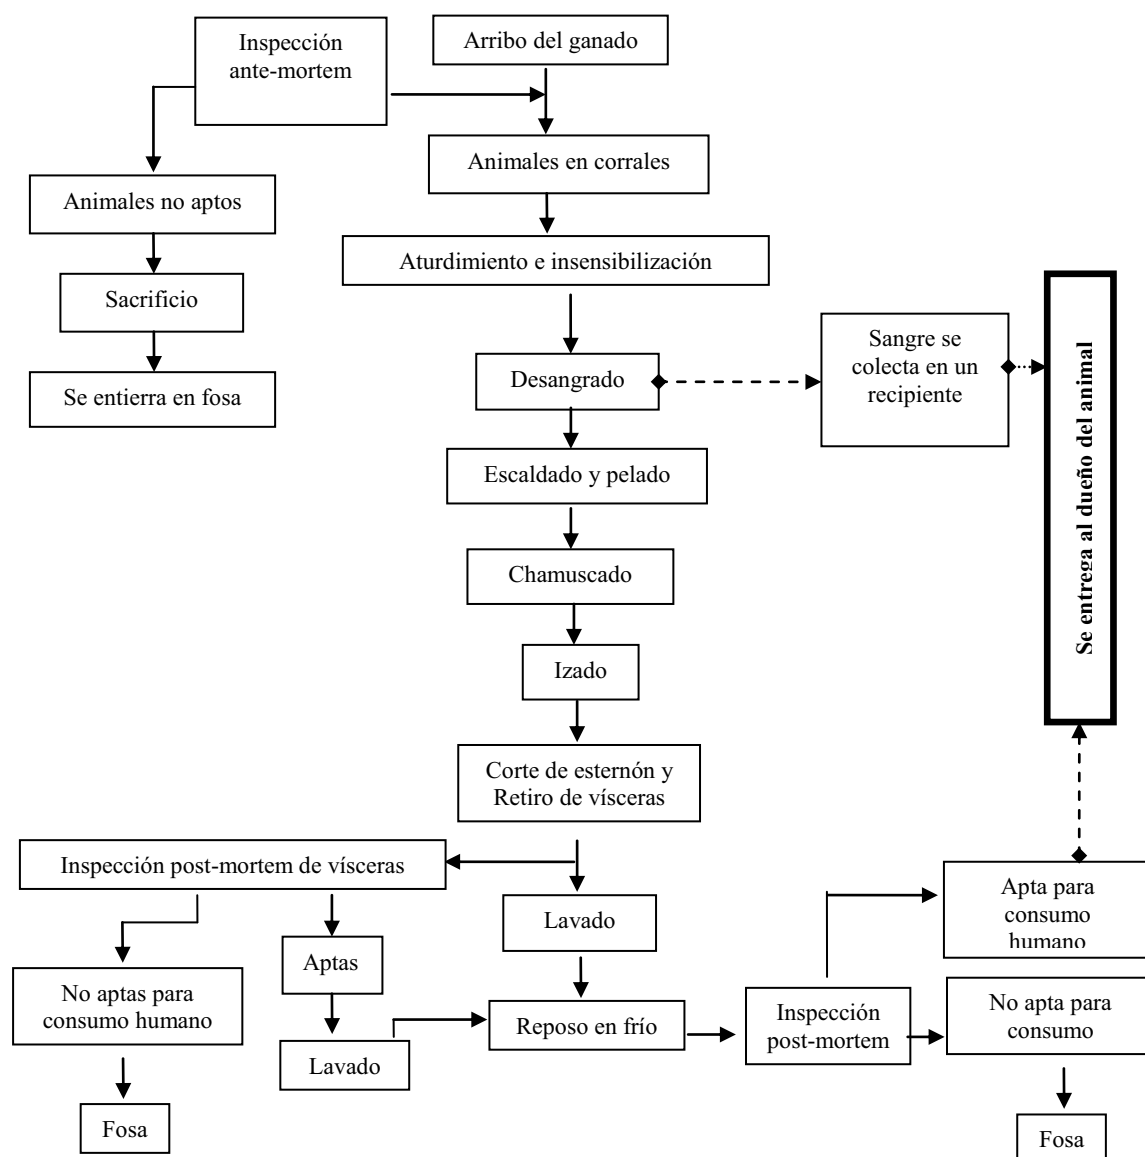 Inspección
ante-mortem
Arribo del ganado
Animales en corrales
Animales no aptos
Aturdimiento e insensibilización
Sacrificio
Sangre se
colecta en un
recipiente
Desangrado
Se entierra en fosa
Se entrega al dueño del animal
Escaldado y pelado
Chamuscado
Izado
Corte de esternón y
Retiro de vísceras
Inspección post-mortem de vísceras
Apta para
consumo
humano
Lavado
Aptas
No aptas para
consumo humano
Reposo en frío
Inspección
post-mortem
No apta para
consumo
Lavado
Fosa
Fosa